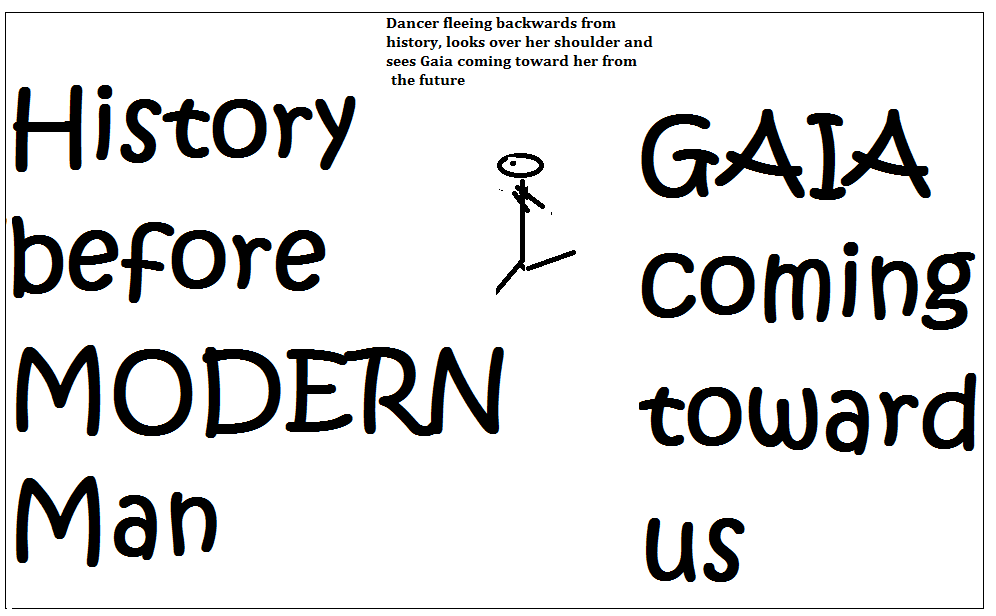 Dancer fleeing backwards from
history, looks over her shoulder and
sees Gaia coming toward her from
the future
History
before
MODERN
Man
GAIA
coming
toward
us